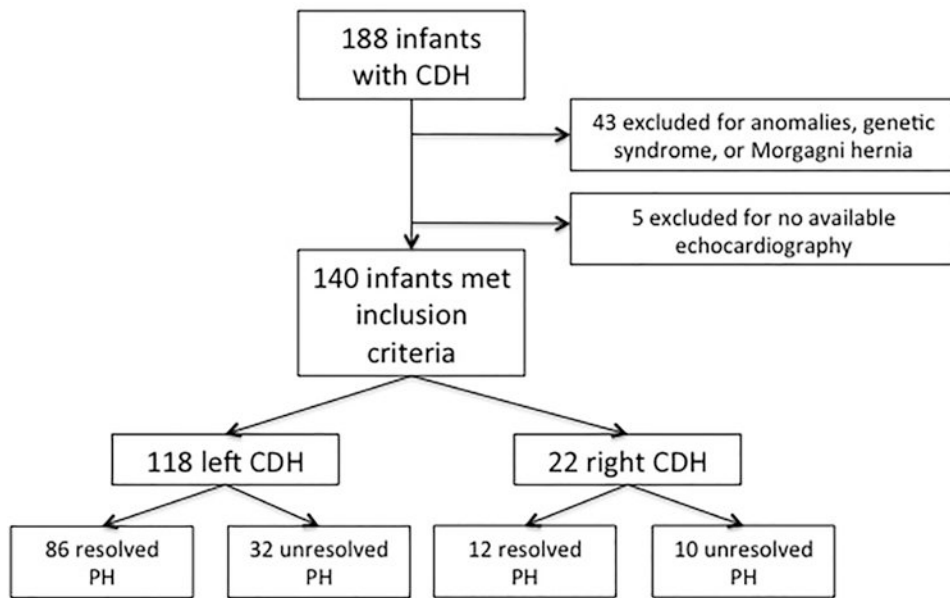 188 infants
with CDH
43 excluded for anomalies, genetic
syndrome, or Morgagni hernia
5 excluded for no available
echocardiography
140 infants met
inclusion
criteria
118 left CDH
22 right CDH
86 resolved
PH
32 unresolved
PH
12 resolved
PH
10 unresolved
PH